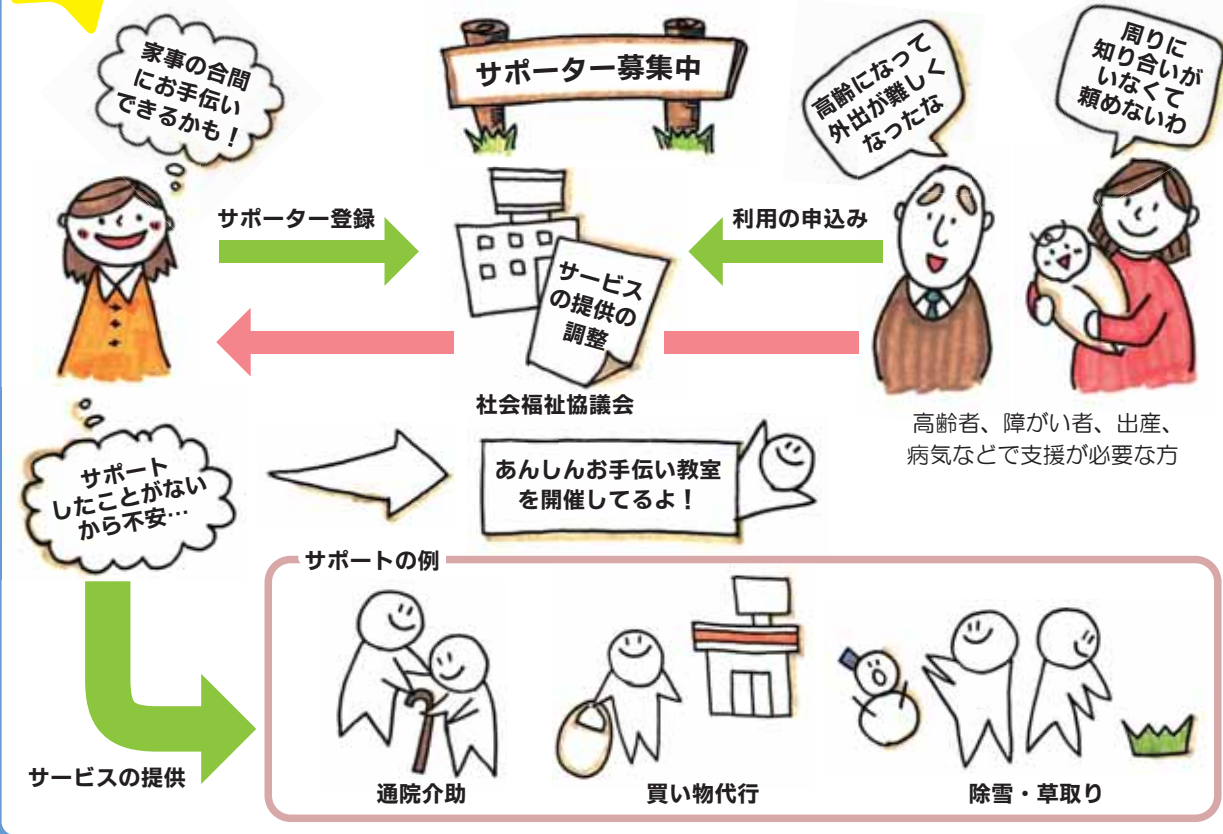 家事の合間
にお手伝い
できるかも！
サポーター募集中
高齢になって
外出が難しく
なったな
周りに
知り合いが
いなくて
頼めないわ
サポーター登録
利用の申込み
サービス
の提供の
調整
社会福祉協議会
高齢者、障がい者、出産、
病気などで支援が必要な方
サポート
したことがない
から不安…
あんしんお手伝い教室
を開催してるよ！
サポートの例
サービスの提供
通院介助
買い物代行
除雪・草取り